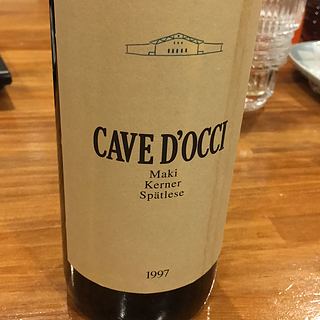 CAVE D'OCCI
Maki
Kerner
Spätlese
1997